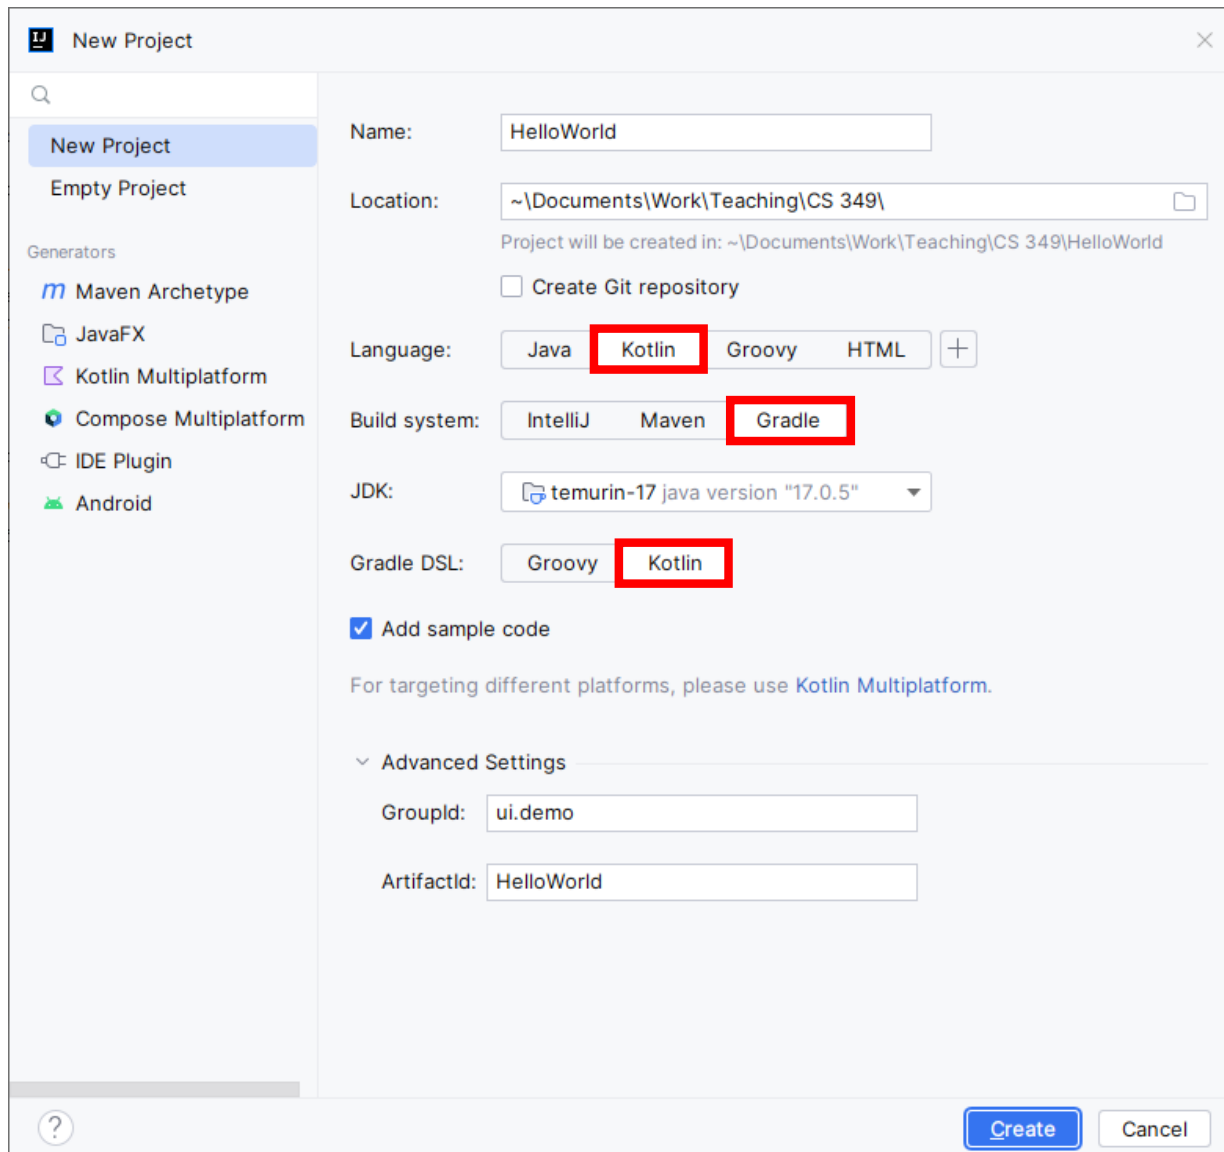 New Project
New Project
Empty Project
Generators
Maven Archetype
JavaFX
Kotlin Multiplatform
Compose Multiplatform
IDE Plugin
Android
Name: HelloWorld
Location: ~\Documents\Work\Teaching\CS 349\
Project will be created in: ~\Documents\Work\Teaching\CS 349\HelloWorld
Create Git repository
Language: Java Kotlin Groovy HTML
Build system: IntelliJ Maven Gradle
JDK: temurin-17 java version "17.0.5"
Gradle DSL: Groovy Kotlin
Add sample code
For targeting different platforms, please use Kotlin Multiplatform.
Advanced Settings
GroupId: ui.demo
ArtifactId: HelloWorld
? Create Cancel